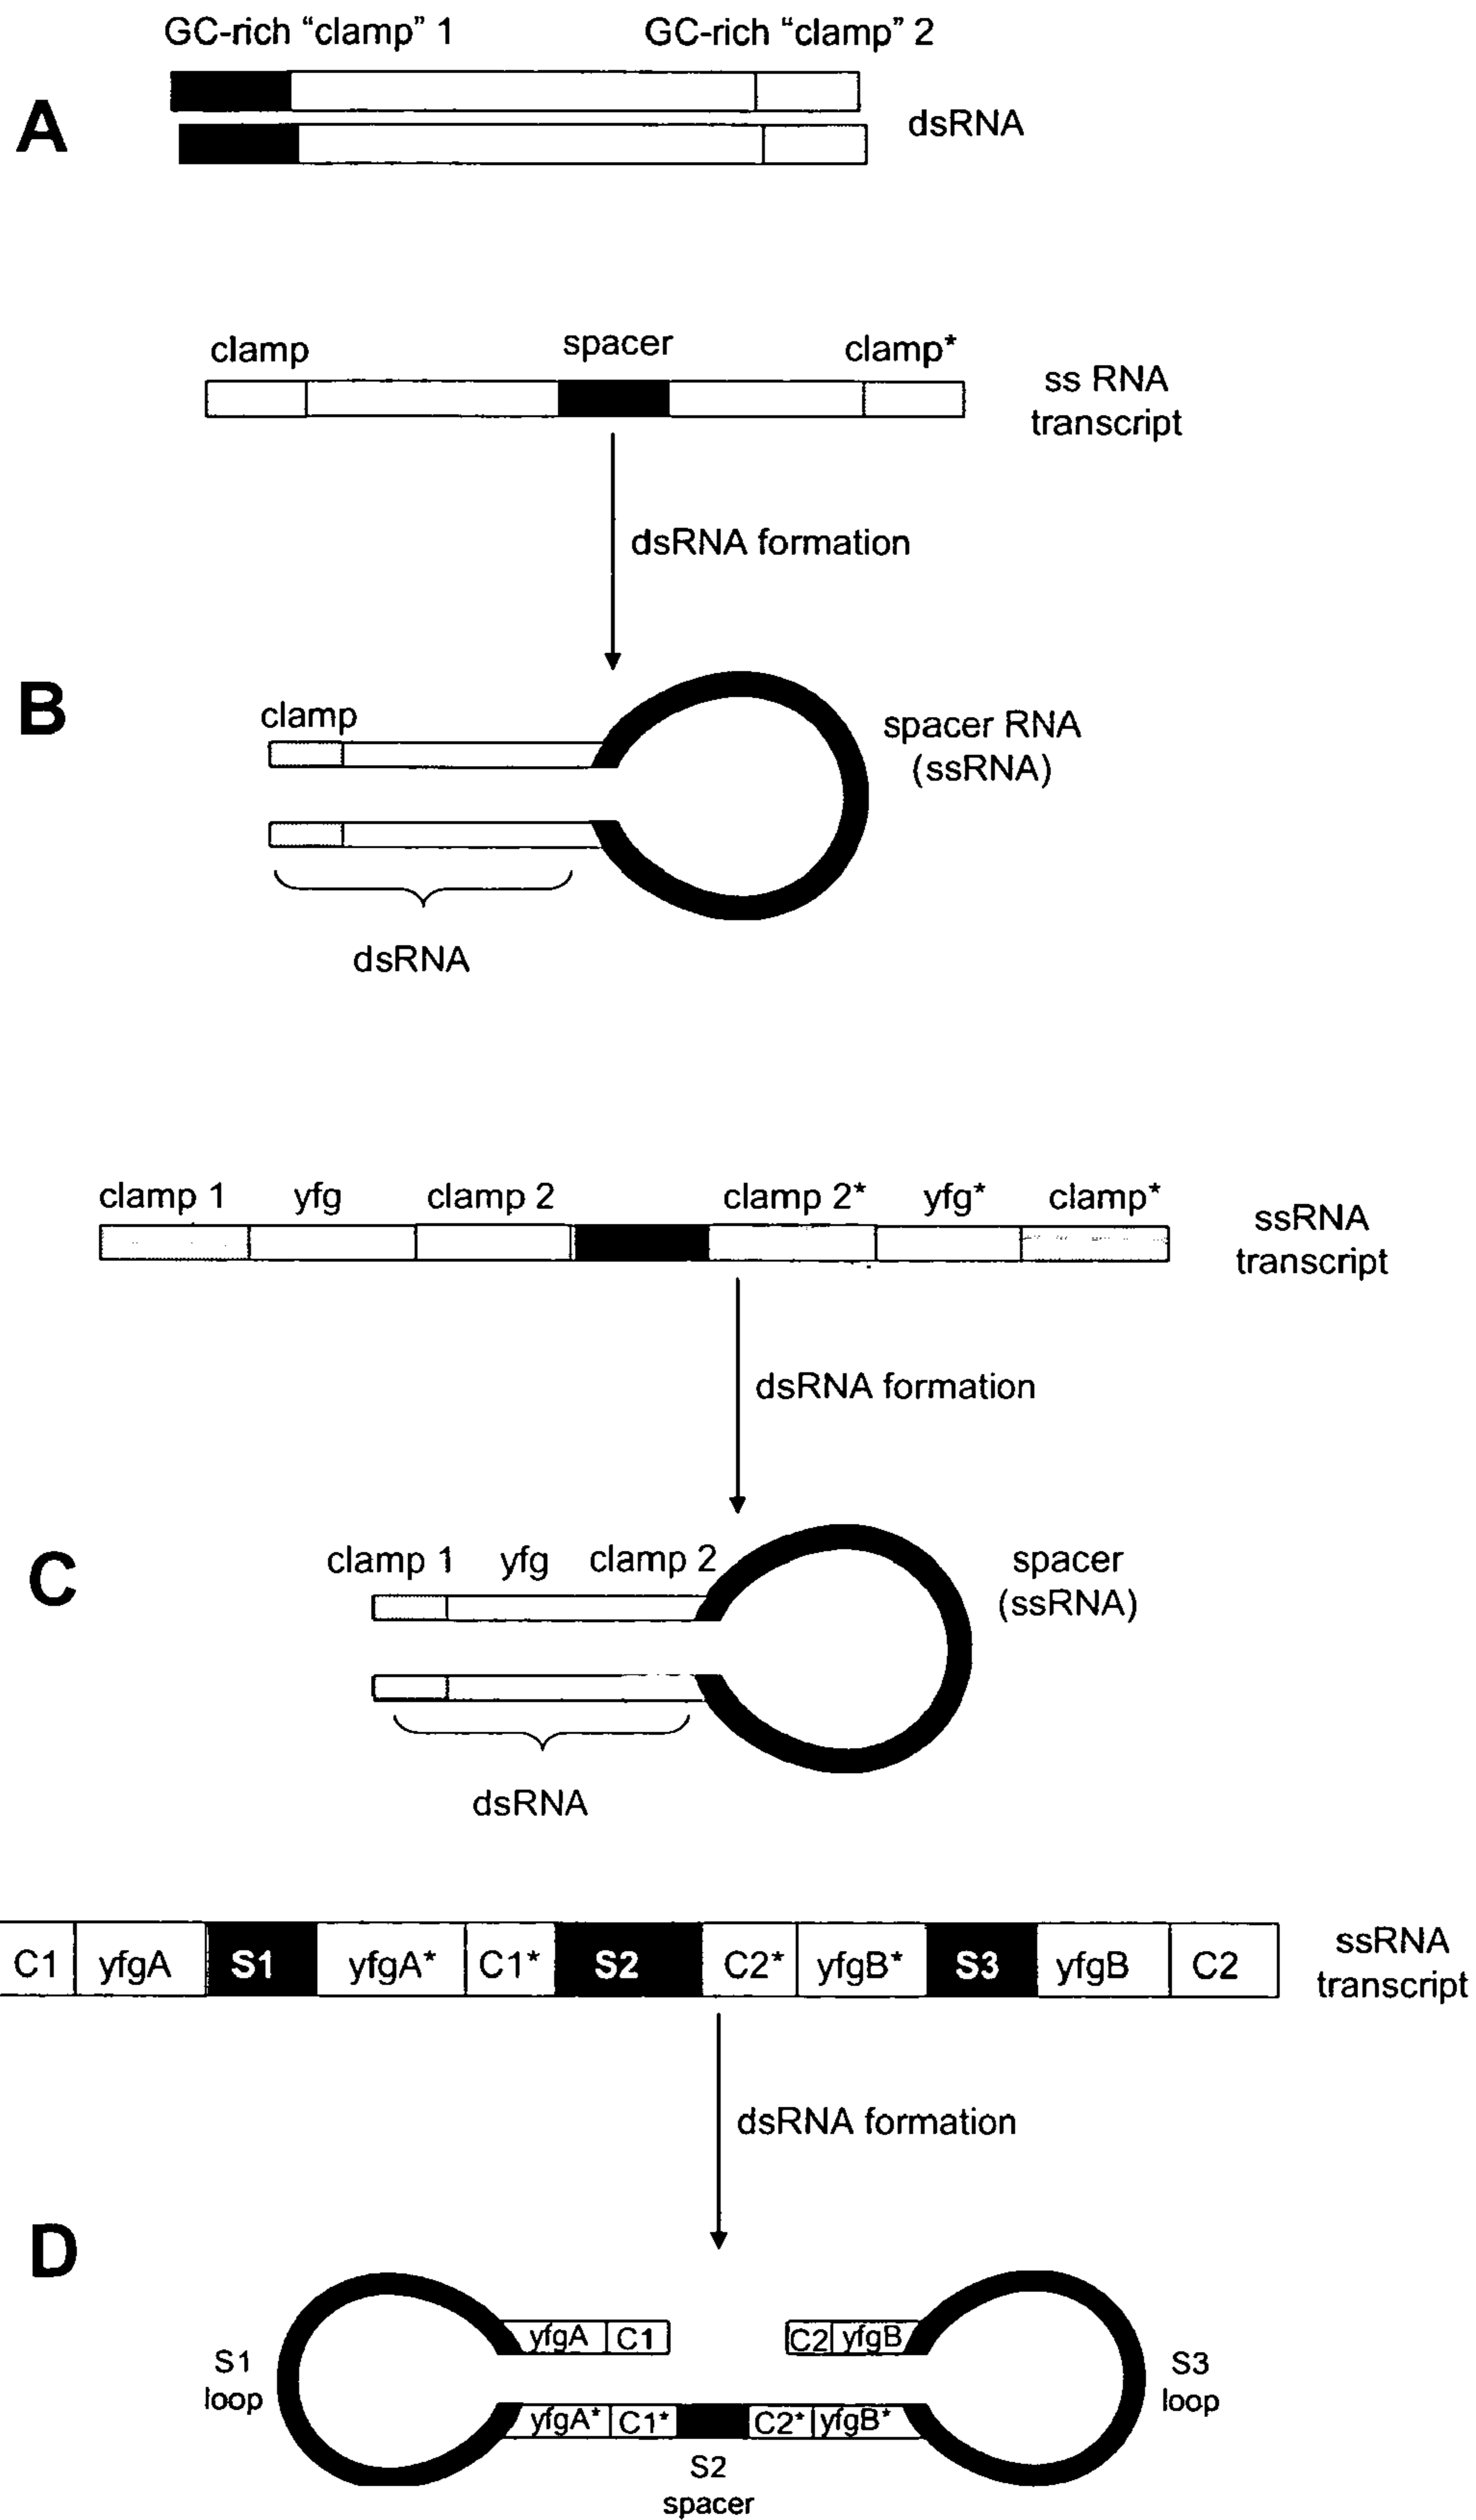 GC-rich “clamp” 1 GC-rich “clamp” 2
A
dsRNA
clamp spacer clamp*
ss RNA
transcript
dsRNA formation
B
clamp
spacer RNA
(ssRNA)
dsRNA
clamp 1 yfg clamp 2 clamp 2* yfg* clamp*
ssRNA
transcript
dsRNA formation
C
clamp 1 yfg clamp 2
spacer
(ssRNA)
dsRNA
C1 yfgA S1 yfgA* C1* S2 C2* yfgB* S3 yfgB C2
ssRNA
transcript
dsRNA formation
D
yfgA C1 C2 yfgB
S1
loop
S3
loop
yfgA* C1* C2* yfgB*
S2
spacer